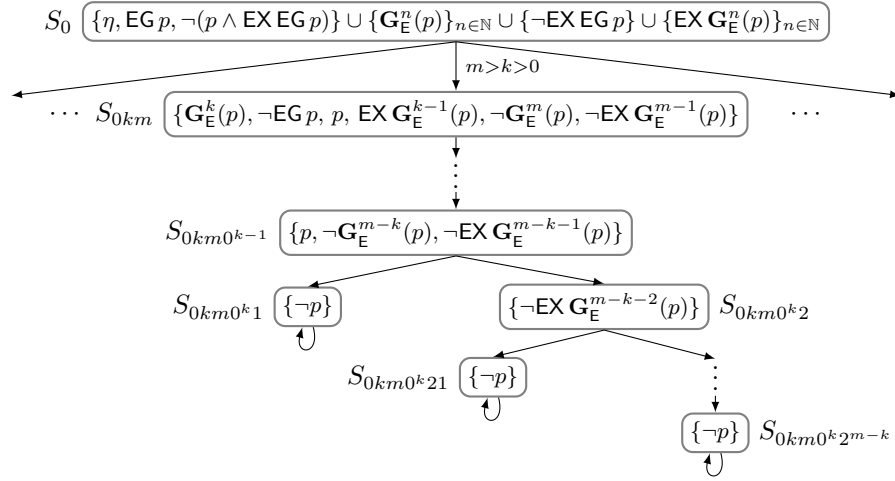 S₀ {η, EG p, ¬(p ∧ EX EG p)} ∪ {G_E^n(p)}_{n∈ℕ} ∪ {¬EX EG p} ∪ {EX G_E^n(p)}_{n∈ℕ}
m>k>0
⋯ S_{0km} {G_E^k(p), ¬EG p, p, EX G_E^{k−1}(p), ¬G_E^m(p), ¬EX G_E^{m−1}(p)} ⋯
⋮
S_{0km0^{k−1}} {p, ¬G_E^{m−k}(p), ¬EX G_E^{m−k−1}(p)}
S_{0km0^k1} {¬p} {¬EX G_E^{m−k−2}(p)} S_{0km0^k2}
S_{0km0^k21} {¬p} ⋮
{¬p} S_{0km0^k2^{m−k}}